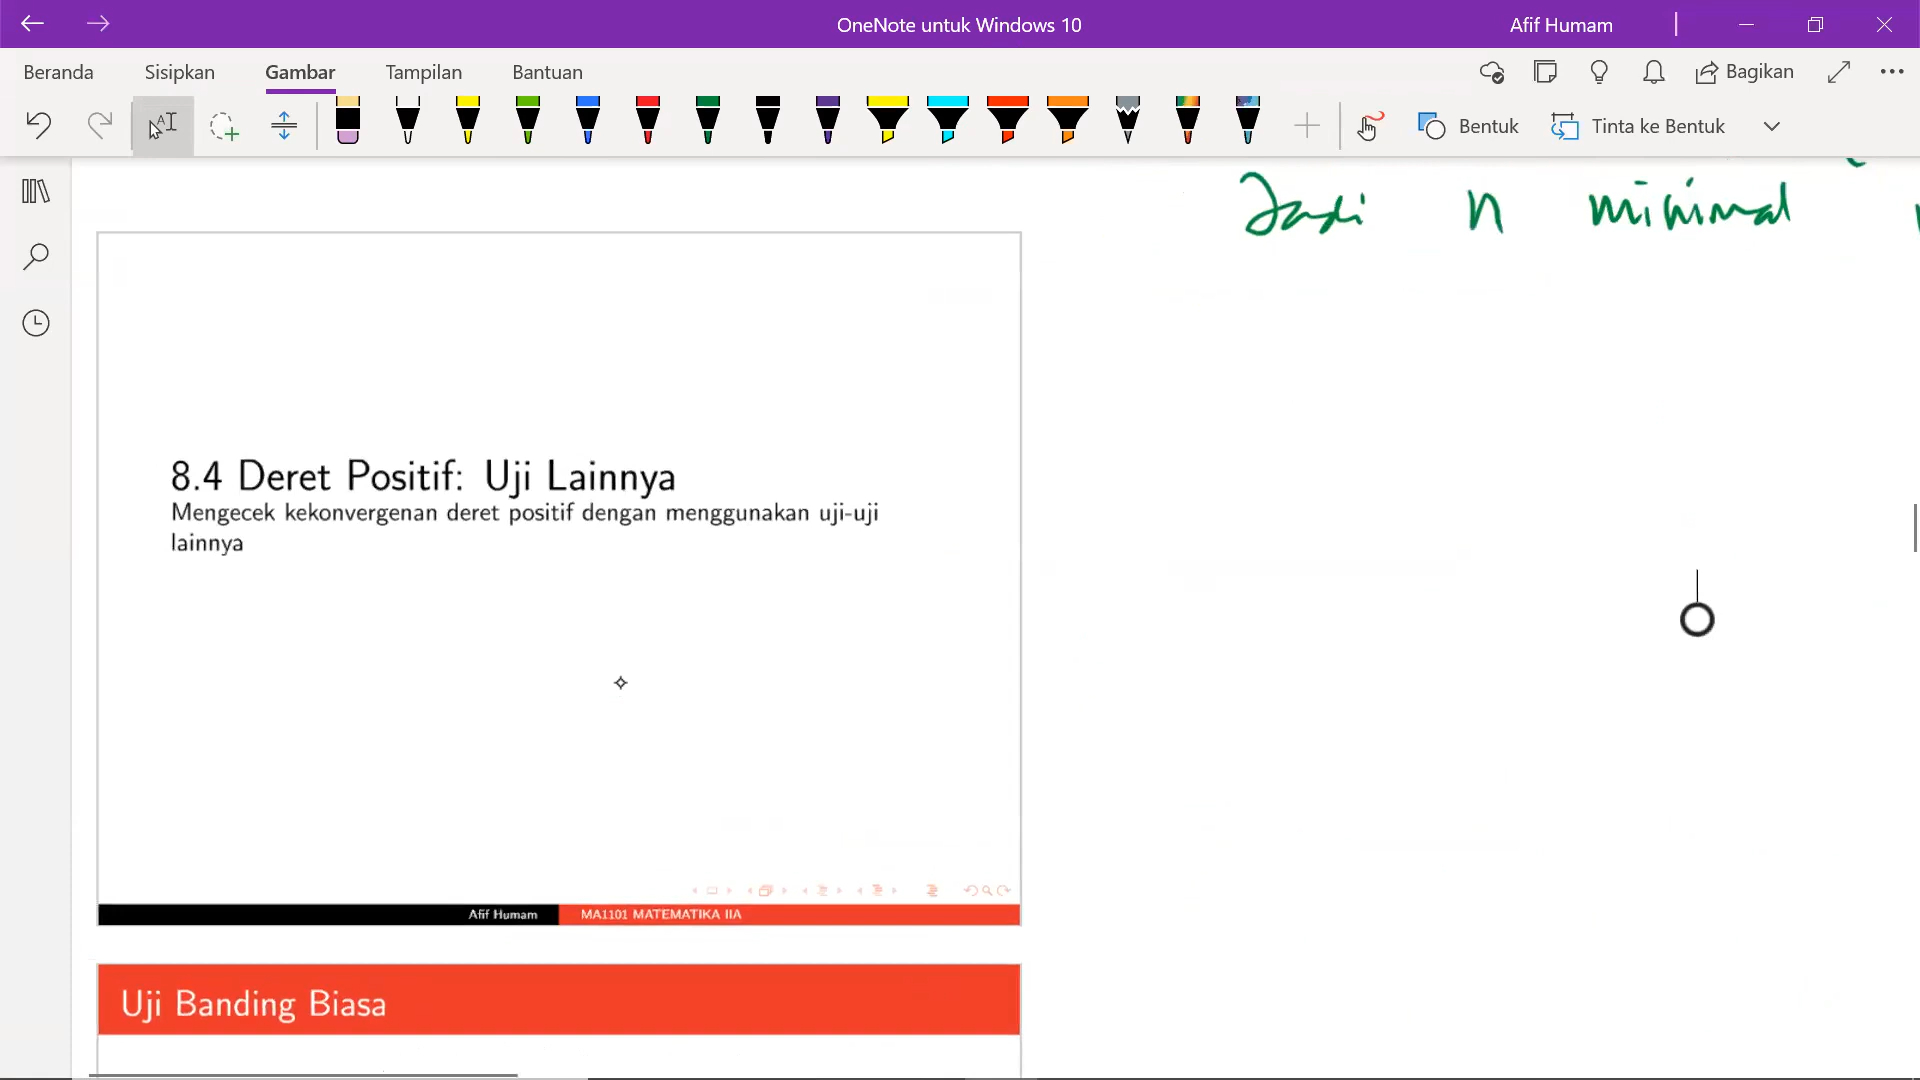 OneNote untuk Windows 10
Afif Humam
Beranda
Sisipkan
Gambar
Tampilan
Bantuan
Bagikan
Bentuk
Tinta ke Bentuk
Jadi n minimal
8.4 Deret Positif: Uji Lainnya
Mengecek kekonvergenan deret positif dengan menggunakan uji-uji
lainnya
Afif Humam
MA1101 MATEMATIKA IIA
Uji Banding Biasa